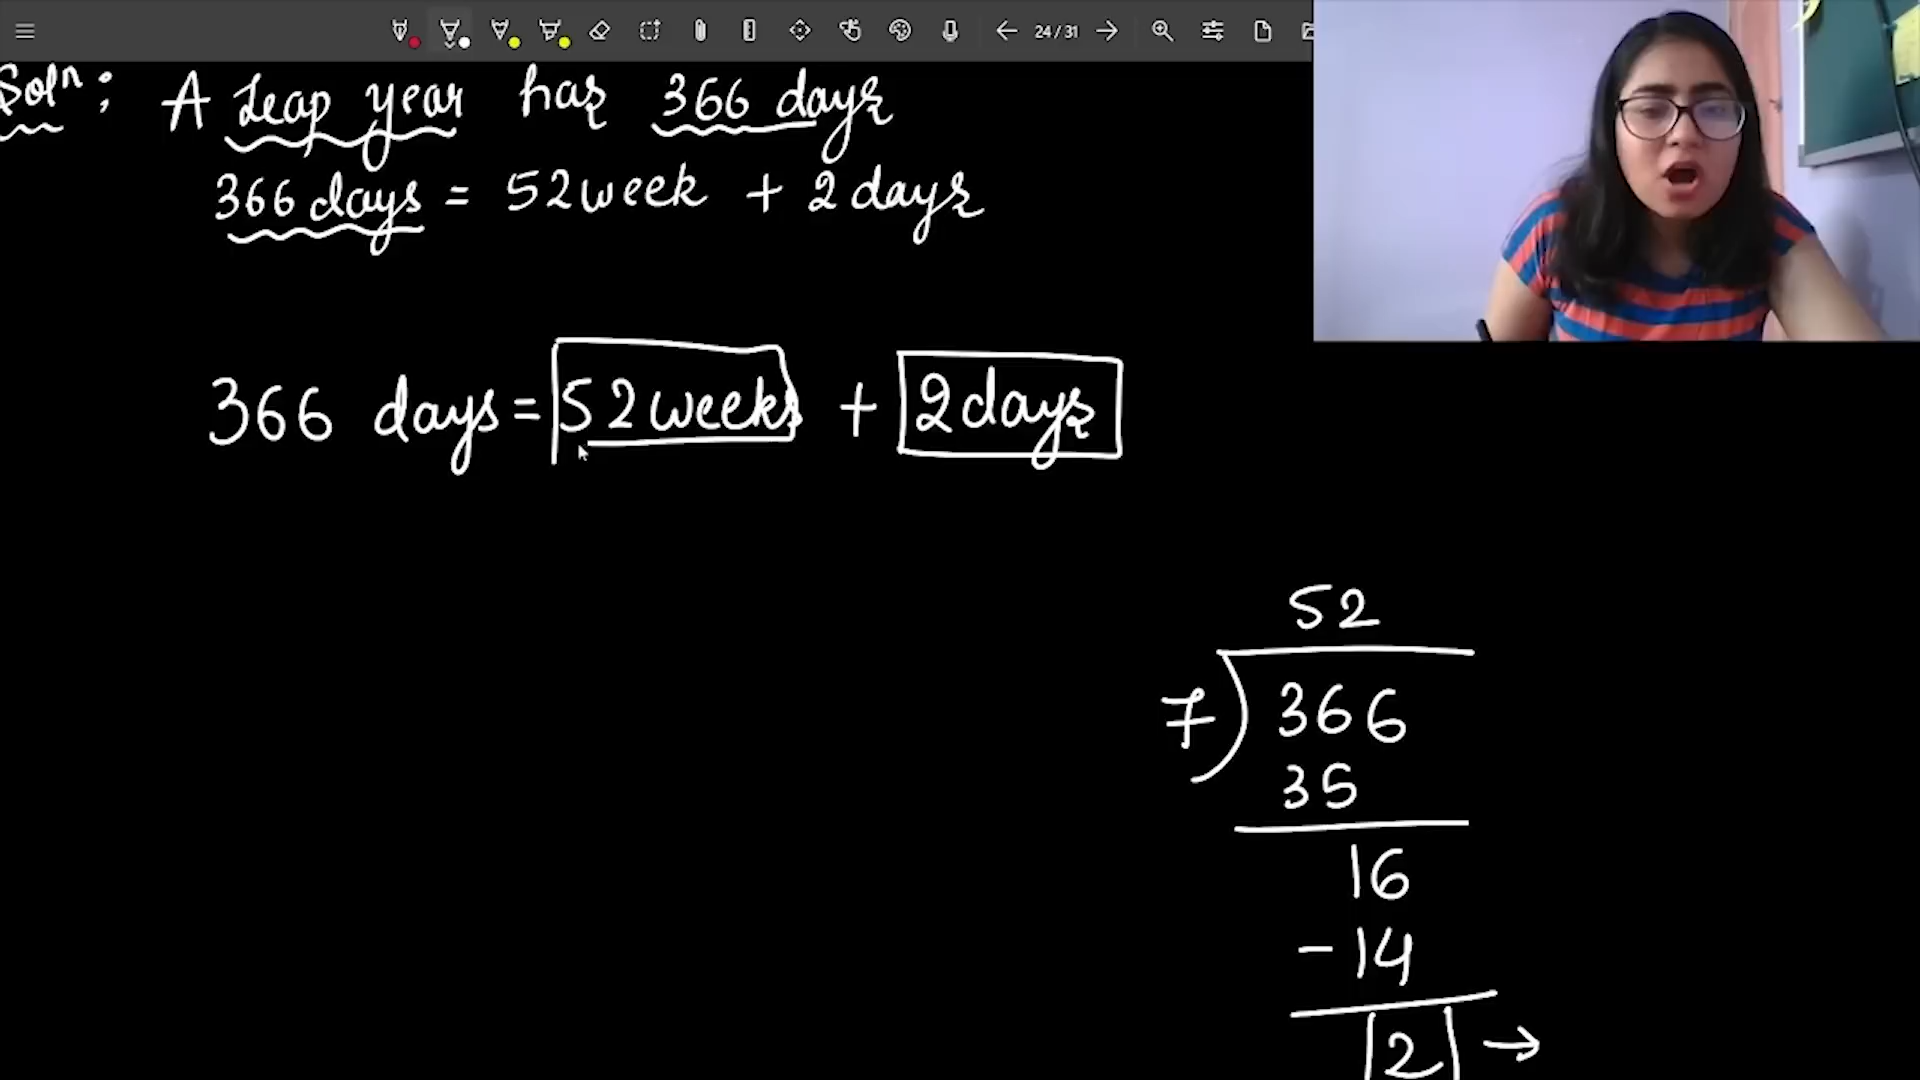 24/31
Solⁿ: A Leap year has 366 days
366 days = 52 week + 2 days
366 days = 52 weeks + 2 days
52
7) 366
35
16
- 14
2 →